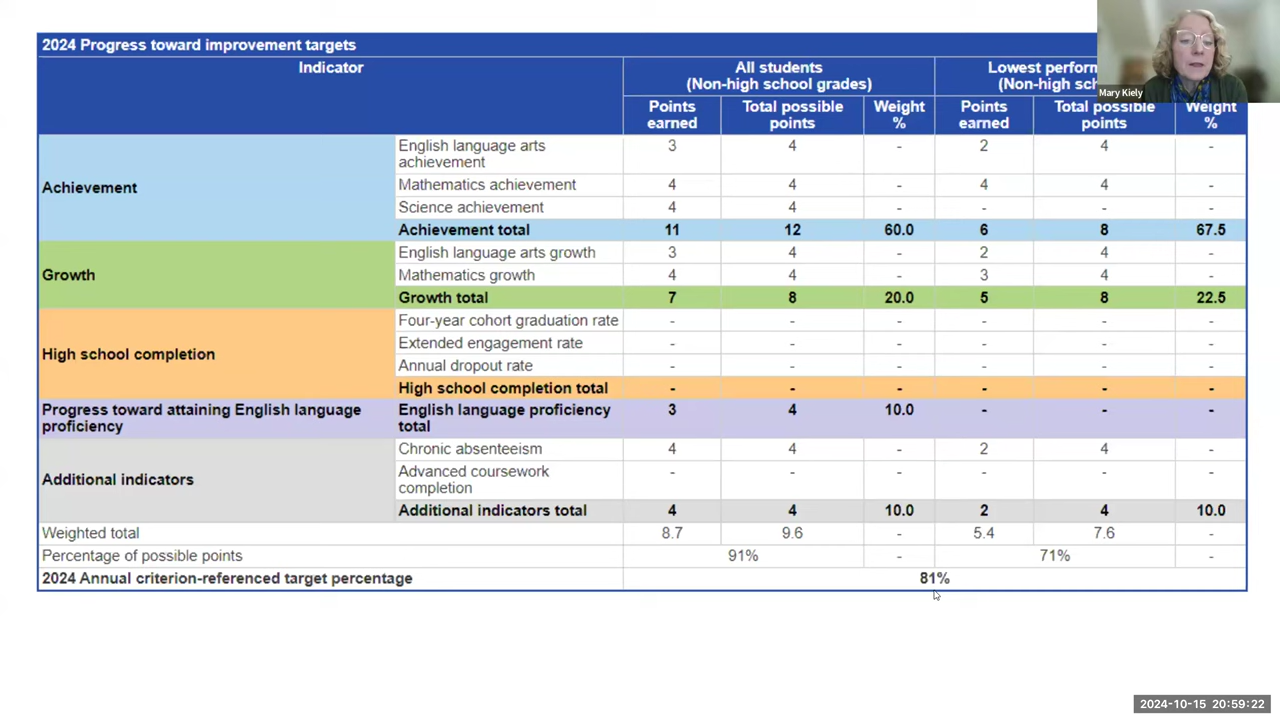 2024 Progress toward improvement targets
Indicator
All students
(Non-high school grades)
Lowest perform
(Non-high sch
Points earned
Total possible points
Weight %
Points earned
Total possible points
Weight %
Achievement
English language arts achievement 3 4 - 2 4 -
Mathematics achievement 4 4 - 4 4 -
Science achievement 4 4 - - - -
Achievement total 11 12 60.0 6 8 67.5
Growth
English language arts growth 3 4 - 2 4 -
Mathematics growth 4 4 - 3 4 -
Growth total 7 8 20.0 5 8 22.5
High school completion
Four-year cohort graduation rate - - - - - -
Extended engagement rate - - - - - -
Annual dropout rate - - - - - -
High school completion total - - - - - -
Progress toward attaining English language proficiency
English language proficiency total 3 4 10.0 - - -
Additional indicators
Chronic absenteeism 4 4 - 2 4 -
Advanced coursework completion - - - - - -
Additional indicators total 4 4 10.0 2 4 10.0
Weighted total 8.7 9.6 - 5.4 7.6 -
Percentage of possible points 91% - 71% -
2024 Annual criterion-referenced target percentage 81%
Mary Kiely
2024-10-15 20:59:22